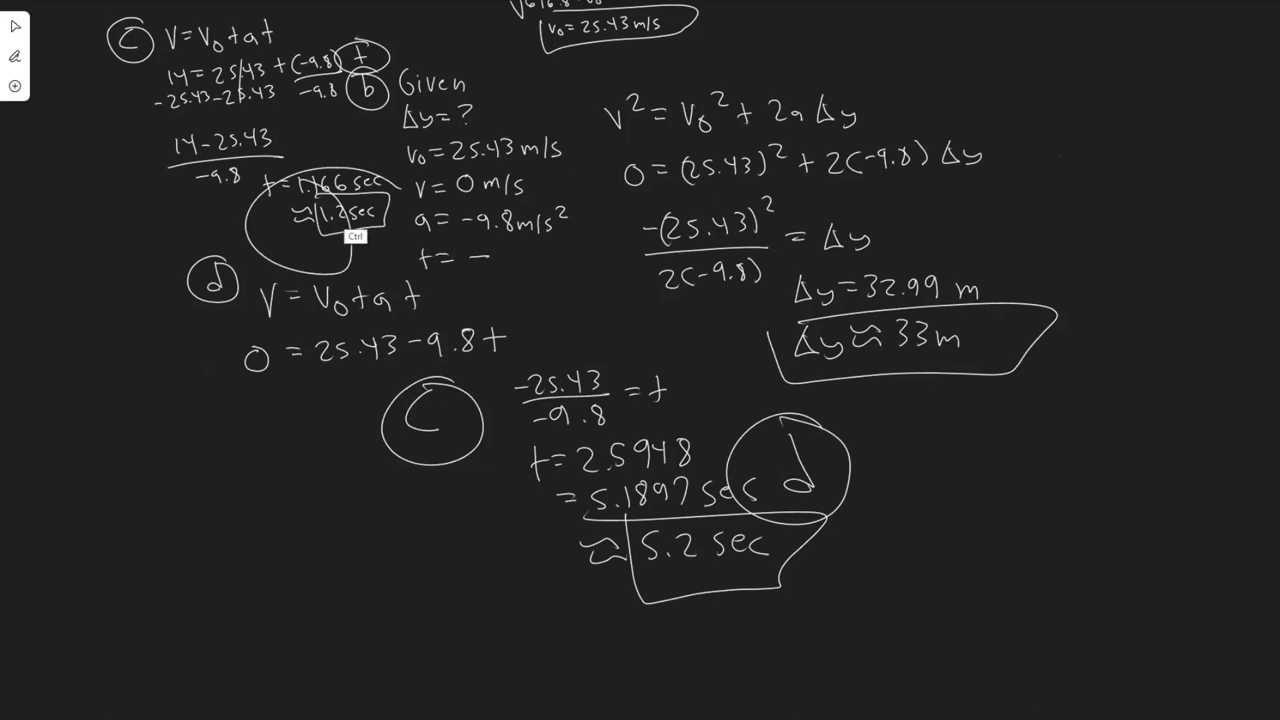 v₀ = 25.43 m/s
c V = V₀ + at
14 = 25.43 + (-9.8) t
-25.43 -25.43 -9.8
14 - 25.43
-9.8
t = 1.166 sec
≈ 1.2 sec
Ctrl
b Given
Δy = ?
v₀ = 25.43 m/s
v = 0 m/s
a = -9.8 m/s²
t = -
V² = V₀² + 2a Δy
0 = (25.43)² + 2(-9.8) Δy
-(25.43)²
2(-9.8)
= Δy
Δy = 32.99 m
Δy ≈ 33 m
d V = V₀ + a t
0 = 25.43 - 9.8 t
C
-25.43
-9.8
= t
t = 2.5948
= 5.1897 sec
d
≈ 5.2 sec